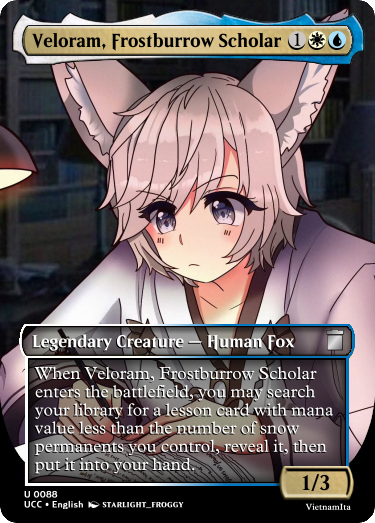 Veloram, Frostburrow Scholar 1
Legendary Creature — Human Fox
When Veloram, Frostburrow Scholar
enters the battlefield, you may search
your library for a lesson card with mana
value less than the number of snow
permanents you control, reveal it, then
put it into your hand.
1/3
U 0088
UCC • English STARLIGHT_FROGGY
VietnamIta